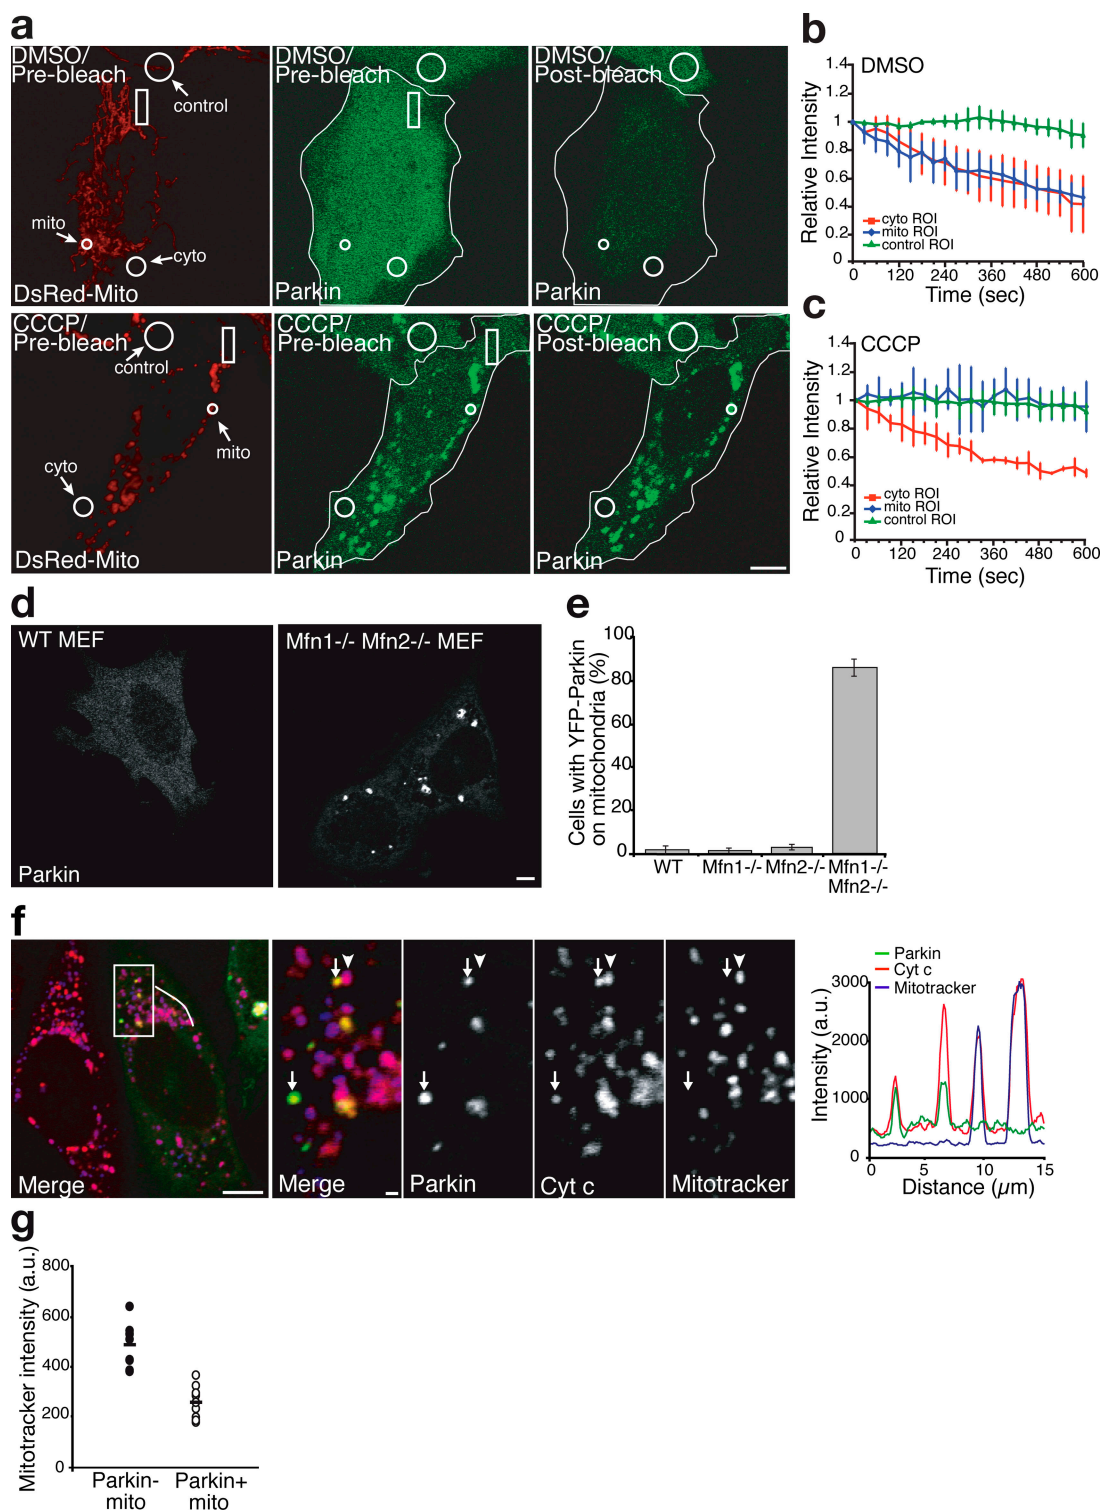 a
DMSO/
Pre-bleach
control
mito
cyto
DsRed-Mito
DMSO/
Pre-bleach
Parkin
DMSO/
Post-bleach
Parkin
CCCP/
Pre-bleach
control
mito
cyto
DsRed-Mito
CCCP/
Pre-bleach
Parkin
CCCP/
Post-bleach
Parkin
b
DMSO
Relative Intensity
1.4
1.2
1
0.8
0.6
0.4
0.2
0
cyto ROI
mito ROI
control ROI
0 120 240 360 480 600
Time (sec)
c
CCCP
Relative Intensity
1.4
1.2
1
0.8
0.6
0.4
0.2
0
cyto ROI
mito ROI
control ROI
0 120 240 360 480 600
Time (sec)
d
WT MEF
Parkin
Mfn1-/- Mfn2-/- MEF
e
Cells with YFP-Parkin
on mitochondria (%)
100
80
60
40
20
0
WT Mfn1-/- Mfn2-/- Mfn1-/-
Mfn2-/-
f
Merge
Merge
Parkin
Cyt c
Mitotracker
Parkin
Cyt c
Mitotracker
Intensity (a.u.)
3000
2000
1000
0
0 5 10 15
Distance (µm)
g
Mitotracker intensity (a.u.)
800
600
400
200
0
Parkin-
mito
Parkin+
mito